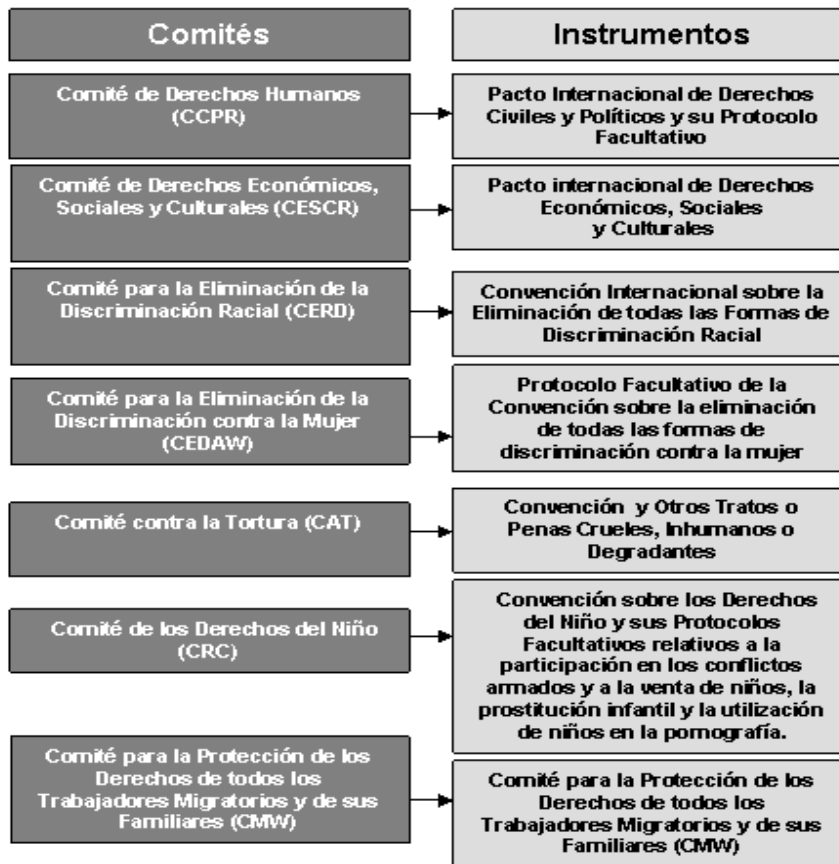 Comités
Instrumentos
Comité de Derechos Humanos
(CCPR)
Pacto Internacional de Derechos
Civiles y Políticos y su Protocolo
Facultativo
Comité de Derechos Económicos,
Sociales y Culturales (CESCR)
Pacto internacional de Derechos
Económicos, Sociales
y Culturales
Comité para la Eliminación de la
Discriminación Racial (CERD)
Convención Internacional sobre la
Eliminación de todas las Formas de
Discriminación Racial
Comité para la Eliminación de la
Discriminación contra la Mujer
(CEDAW)
Protocolo Facultativo de la
Convención sobre la eliminación
de todas las formas de
discriminación contra la mujer
Comité contra la Tortura (CAT)
Convención y Otros Tratos o
Penas Crueles, Inhumanos o
Degradantes
Comité de los Derechos del Niño
(CRC)
Convención sobre los Derechos
del Niño y sus Protocolos
Facultativos relativos a la
participación en los conflictos
armados y a la venta de niños, la
prostitución infantil y la utilización
de niños en la pornografía.
Comité para la Protección de los
Derechos de todos los
Trabajadores Migratorios y de sus
Familiares (CMW)
Comité para la Protección de los
Derechos de todos los
Trabajadores Migratorios y de sus
Familiares (CMW)